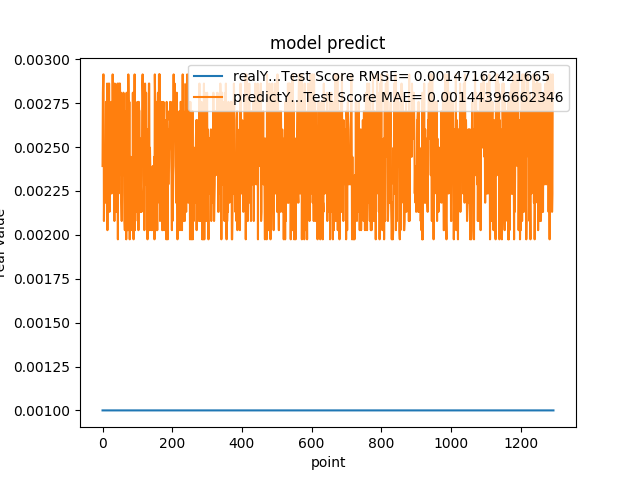 model predict
realY...Test Score RMSE= 0.00147162421665
predictY...Test Score MAE= 0.00144396662346
0.00300
0.00275
0.00250
0.00225
0.00200
0.00175
0.00150
0.00125
0.00100
real value
0 200 400 600 800 1000 1200
point